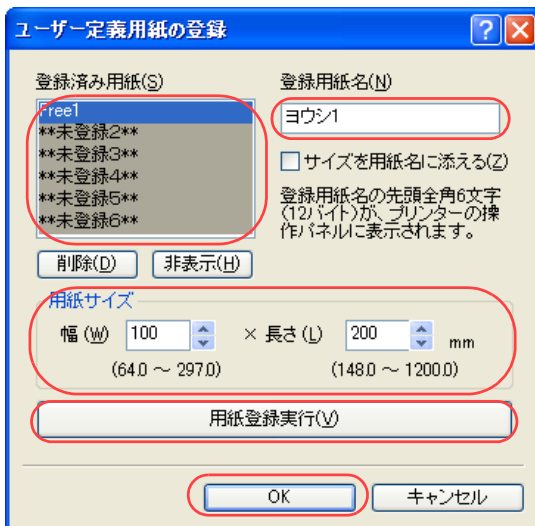 ユーザー定義用紙の登録
登録済み用紙(S)
Free1
**未登録2**
**未登録3**
**未登録4**
**未登録5**
**未登録6**
削除(D) 非表示(H)
登録用紙名(N)
ヨウシ1
サイズを用紙名に添える(Z)
登録用紙名の先頭全角6文字
(12バイト)が、プリンターの操
作パネルに表示されます。
用紙サイズ
幅(W) 100 × 長さ(L) 200 mm
(64.0 ～ 297.0) (148.0 ～ 1200.0)
用紙登録実行(V)
OK キャンセル